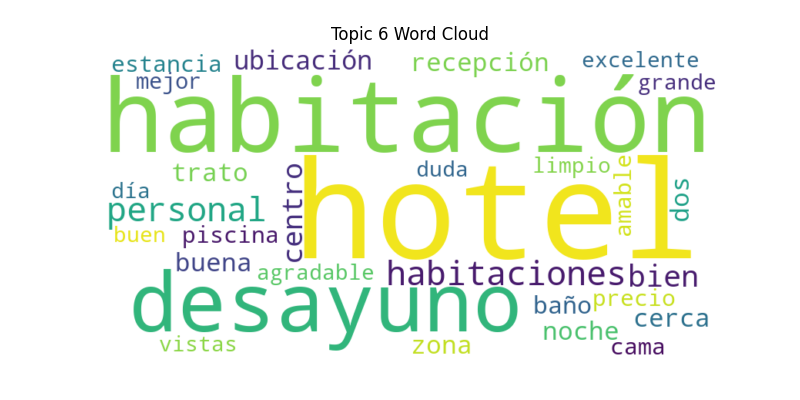 Topic 6 Word Cloud
estancia ubicación recepción excelente
mejor grande
habitación
trato duda limpio
día centro hotel amable dos
personal
buen piscina
buena agradable habitaciones bien
desayuno baño precio
noche cerca
vistas zona cama